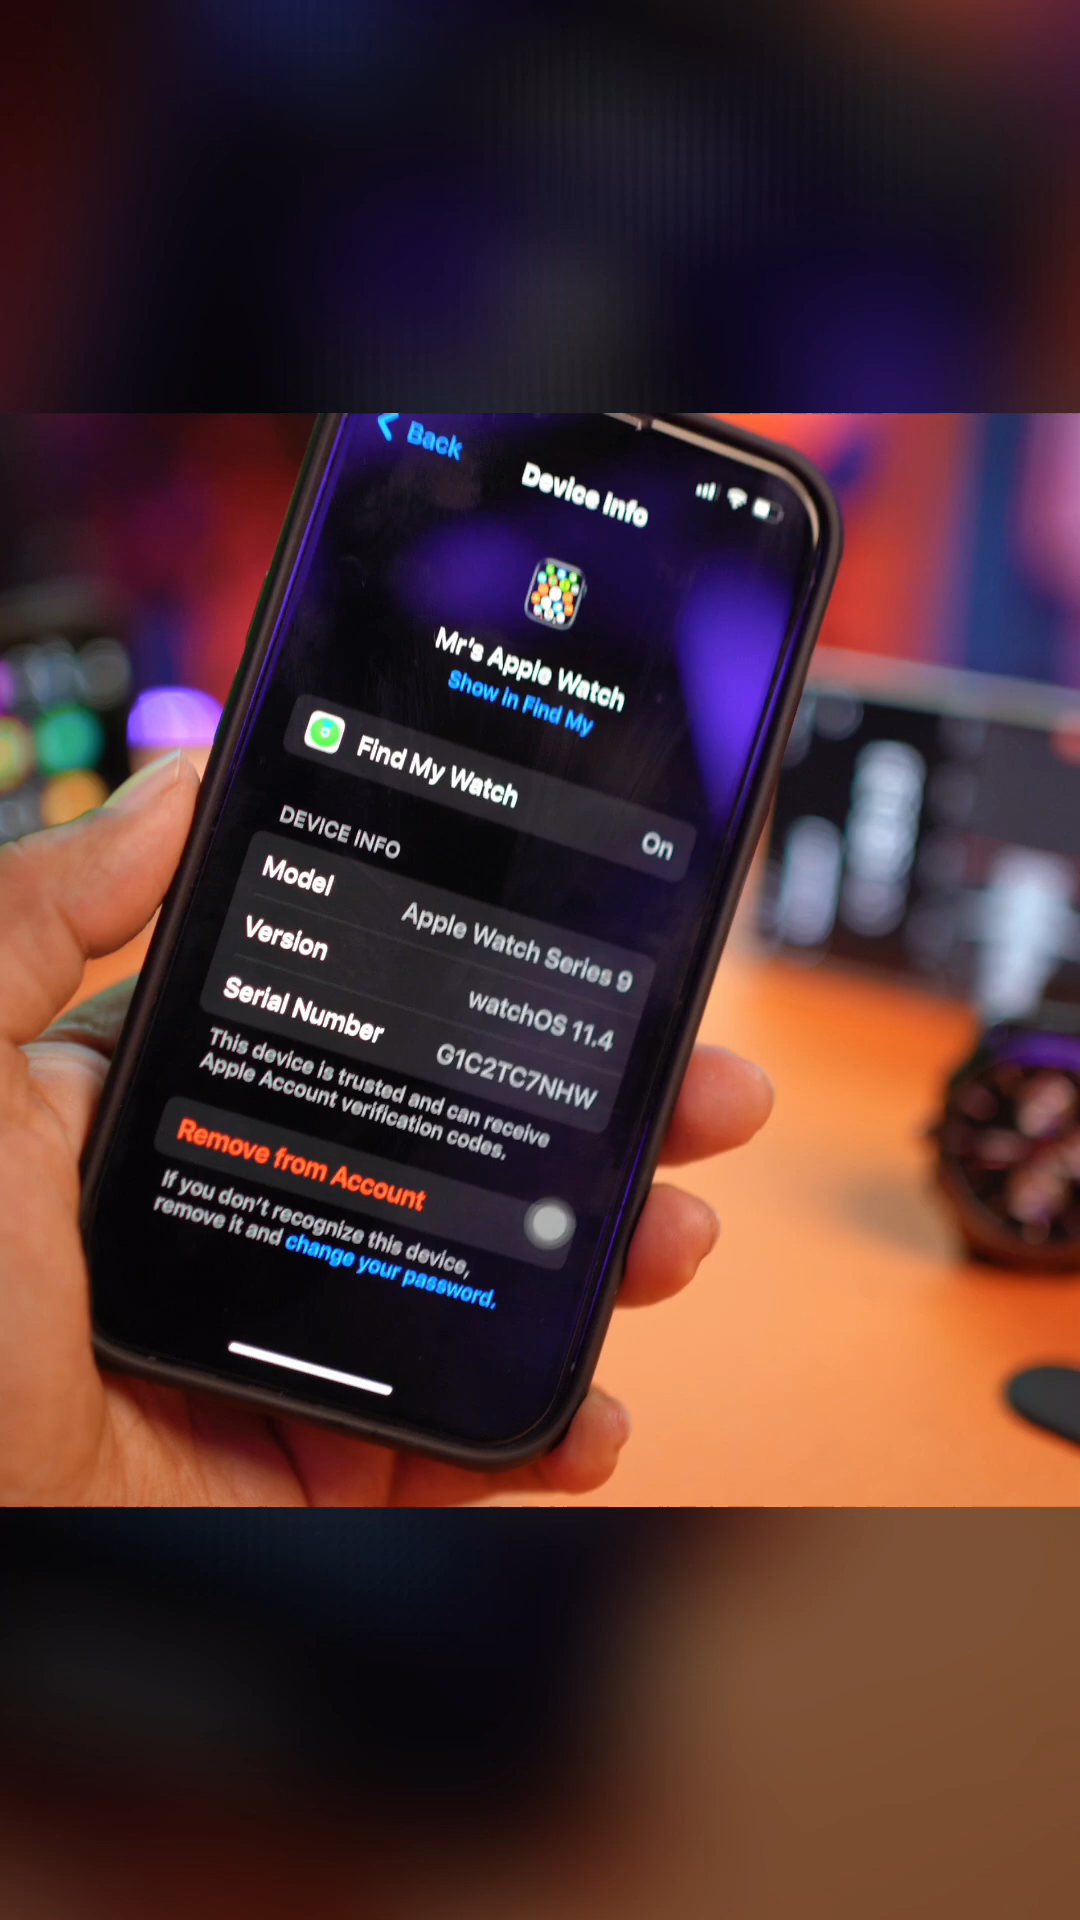 Back
Device Info
Mr's Apple Watch
Show in Find My
Find My Watch
On
DEVICE INFO
Model
Apple Watch Series 9
Version
watchOS 11.4
Serial Number
G1C2TC7NHW
This device is trusted and can receive
Apple Account verification codes.
Remove from Account
If you don't recognize this device,
remove it and change your password.